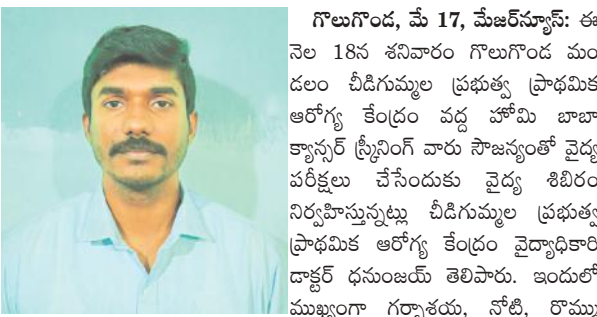 గొలుగొండ, మే 17, మేజర్‌న్యూస్: ఈ
నెల 18న శనివారం గొలుగొండ మం
డలం చీడిగుమ్మల ప్రభుత్వ ప్రాథమిక
ఆరోగ్య కేంద్రం వద్ద హోమి బాబా
క్యాన్సర్ స్క్రీనింగ్ వారు సౌజన్యంతో వైద్య
పరీక్షలు చేసేందుకు వైద్య శిబిరం
నిర్వహిస్తున్నట్లు చీడిగుమ్మల ప్రభుత్వ
ప్రాథమిక ఆరోగ్య కేంద్రం వైద్యాధికారి
డాక్టర్ ధనుంజయ్ తెలిపారు. ఇందులో
ముఖ్యంగా గర్భాశయ, నోటి, రొమ్ము